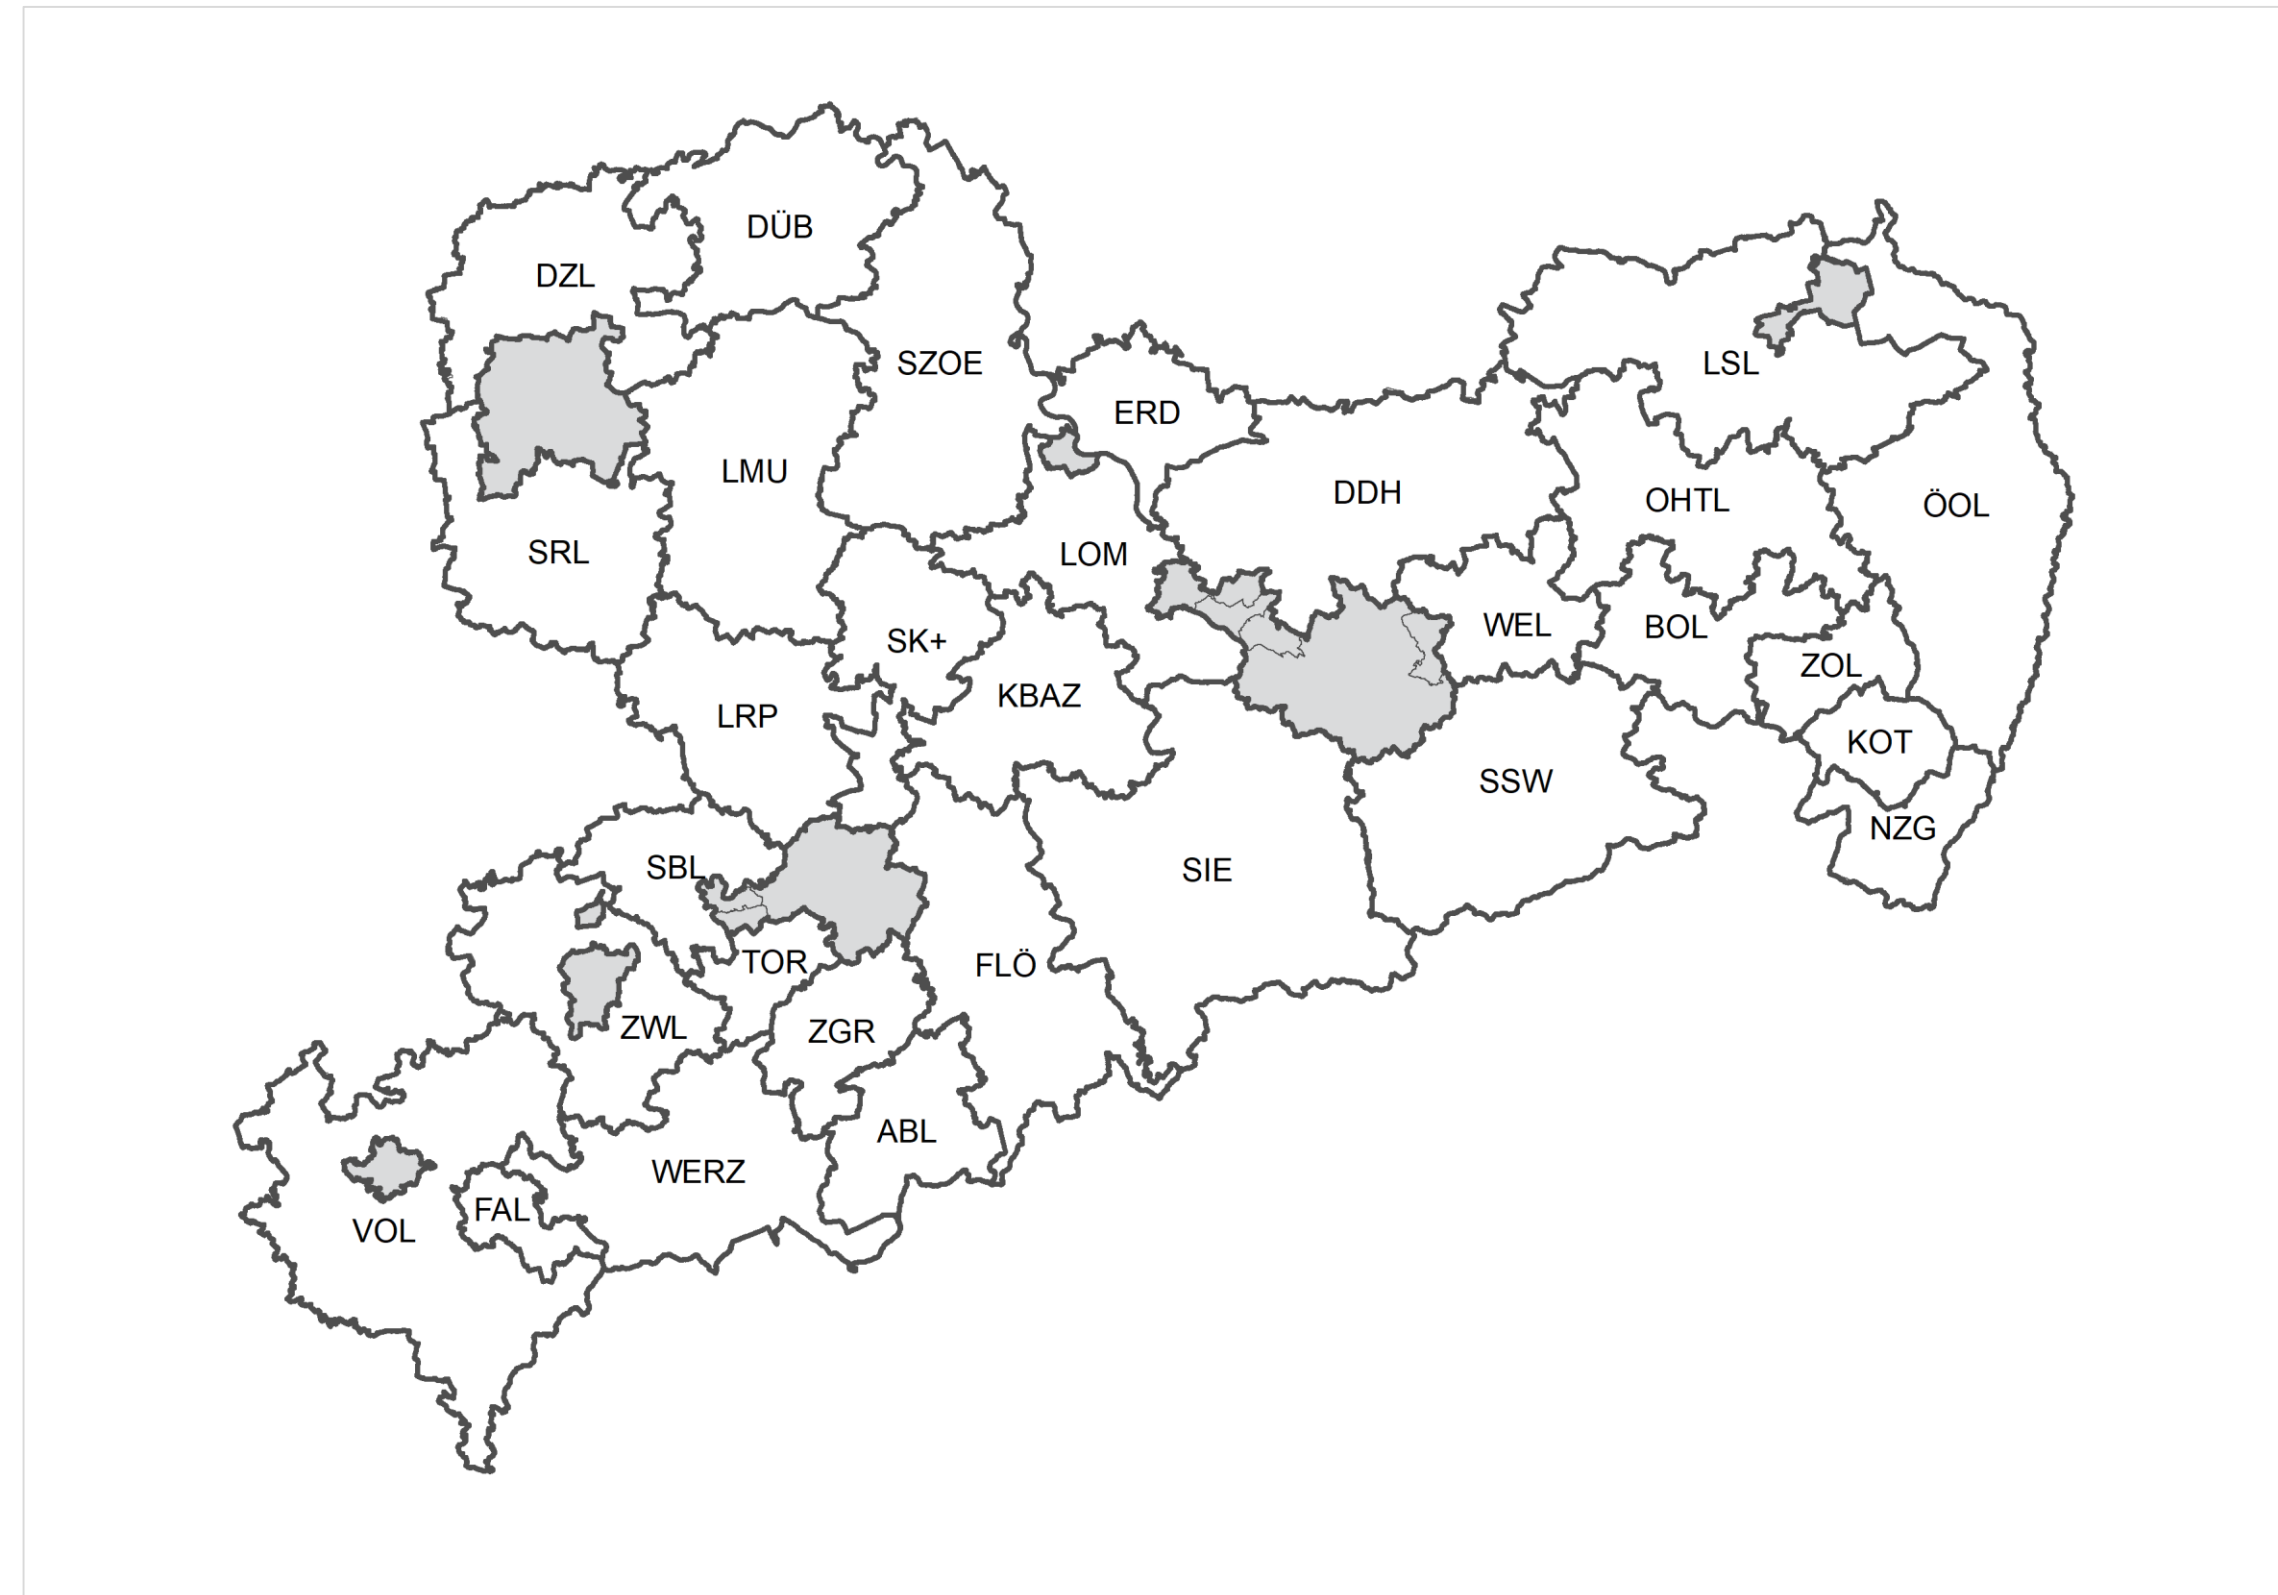 DÜB
DZL
SZOE
LSL
ERD
LMU
DDH
OHTL
ÖOL
SRL
LOM
WEL
BOL
SK+
ZOL
KBAZ
LRP
KOT
SSW
NZG
SBL
SIE
TOR
FLÖ
ZWL
ZGR
ABL
WERZ
FAL
VOL